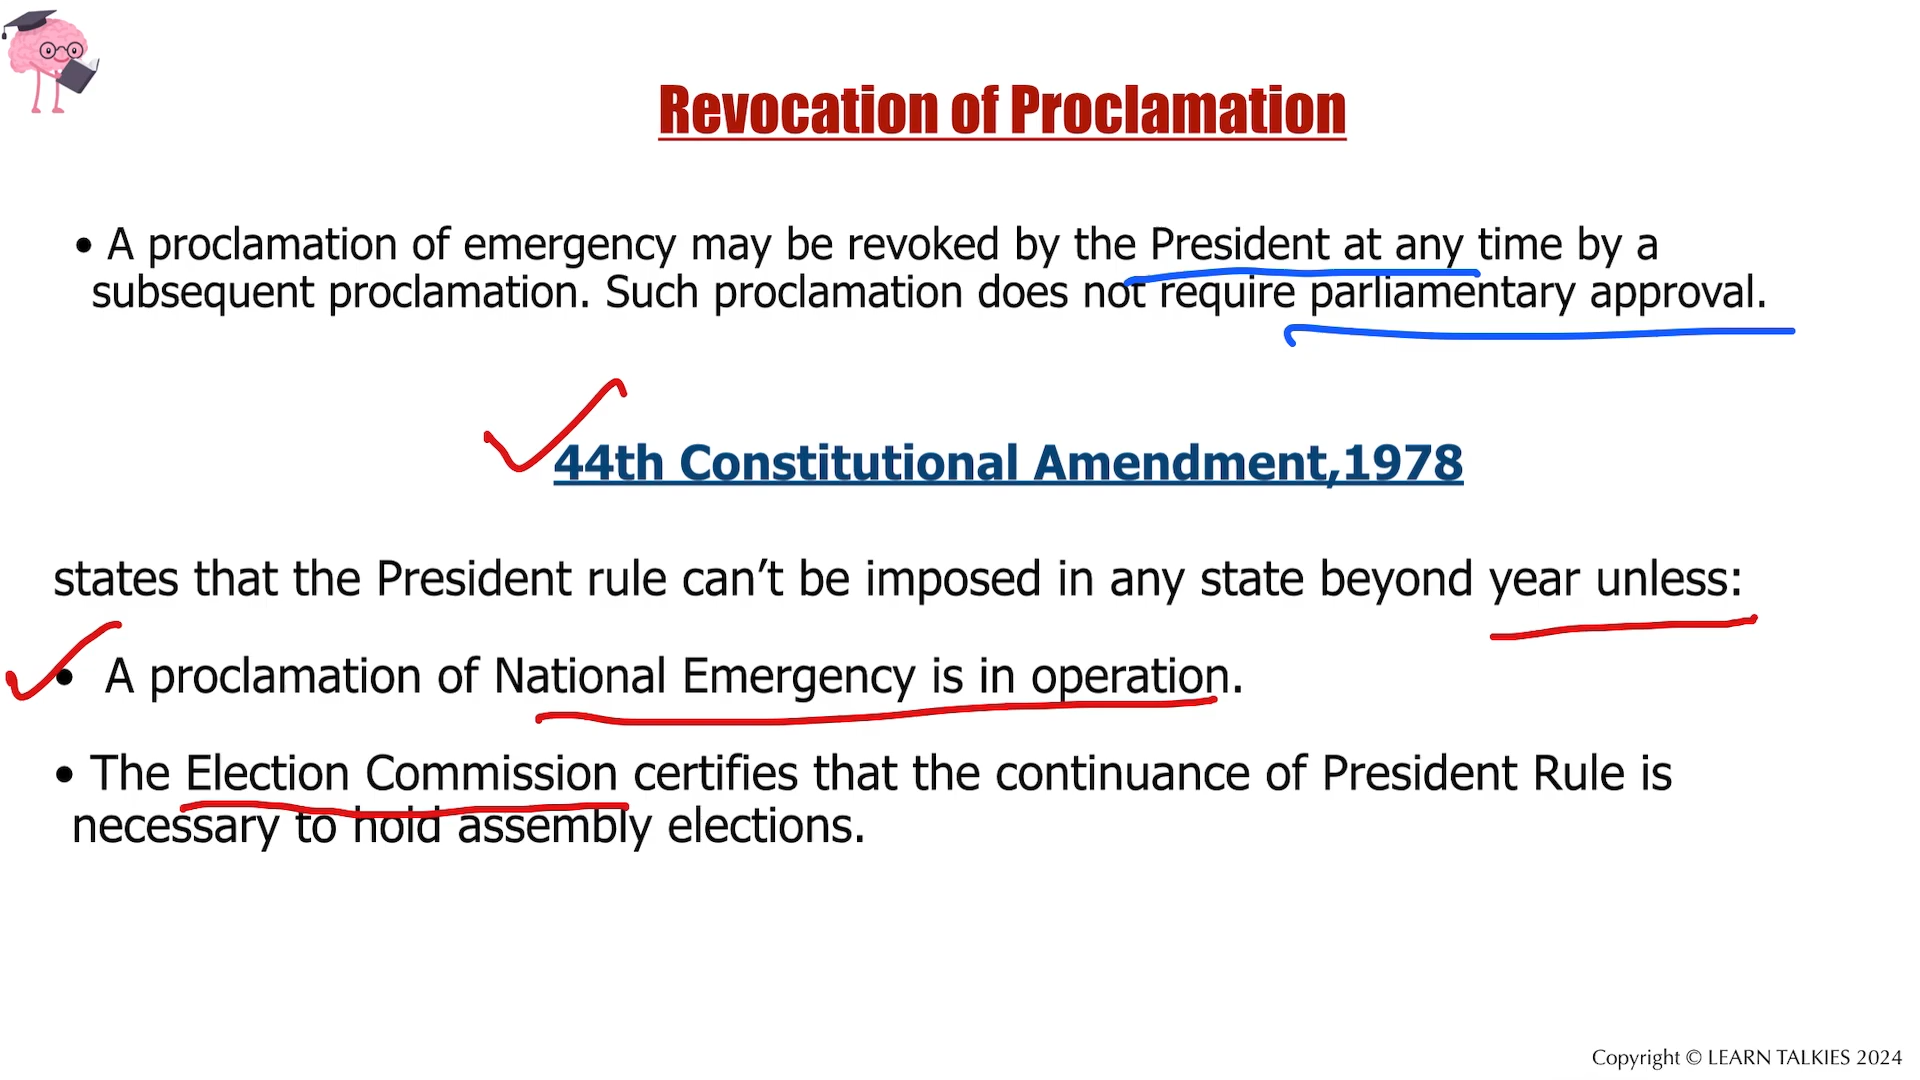 Revocation of Proclamation
• A proclamation of emergency may be revoked by the President at any time by a
subsequent proclamation. Such proclamation does not require parliamentary approval.
44th Constitutional Amendment,1978
states that the President rule can’t be imposed in any state beyond year unless:
• A proclamation of National Emergency is in operation.
• The Election Commission certifies that the continuance of President Rule is
necessary to hold assembly elections.
Copyright © LEARN TALKIES 2024